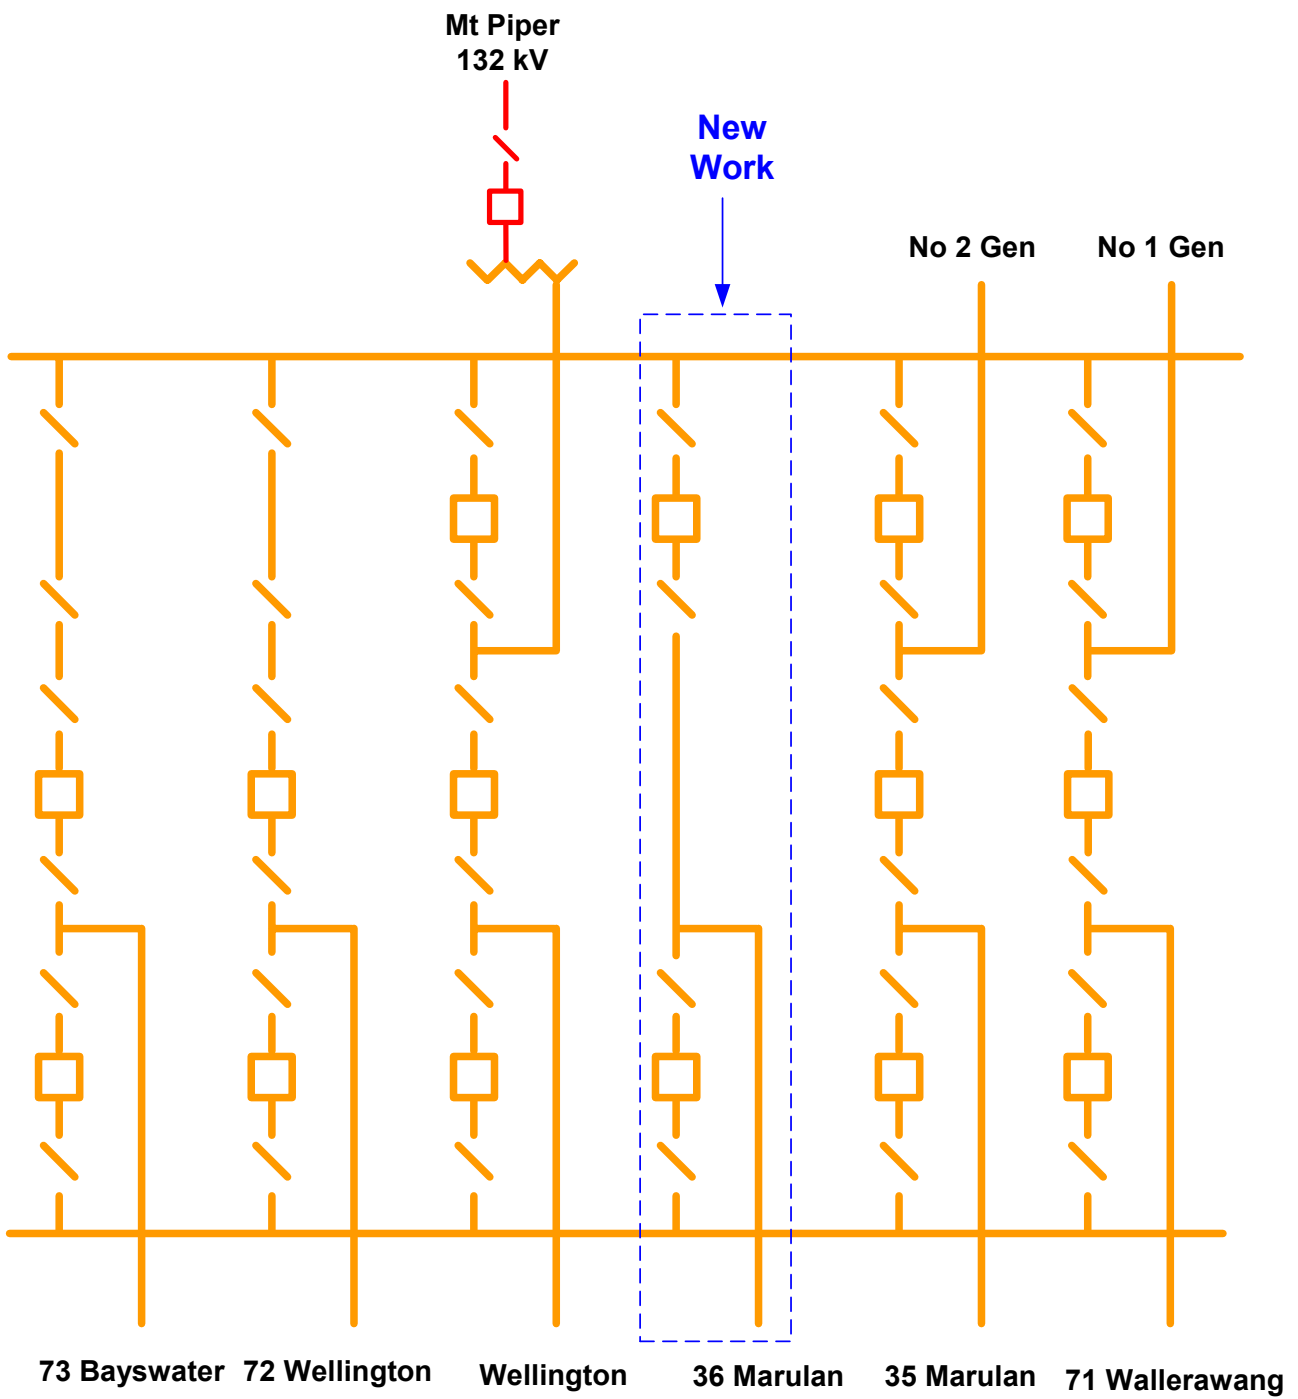 Mt Piper
132 kV
New
Work
No 2 Gen
No 1 Gen
73 Bayswater
72 Wellington
Wellington
36 Marulan
35 Marulan
71 Wallerawang